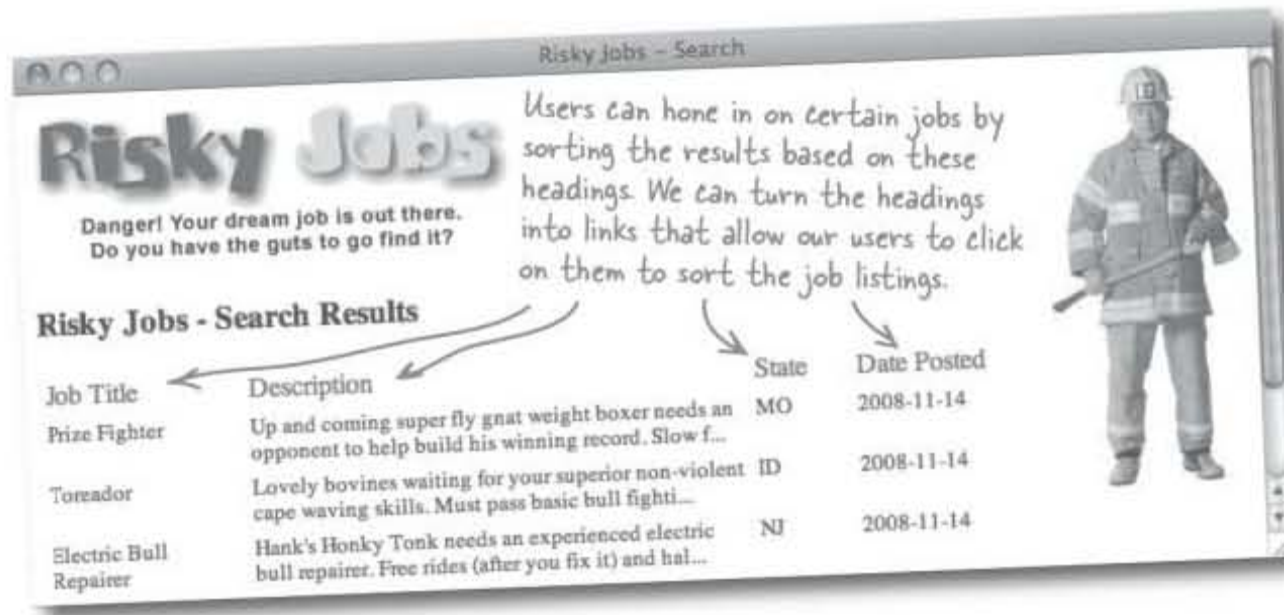 Risky Jobs – Search
Risky Jobs
Danger! Your dream job is out there.
Do you have the guts to go find it?
Users can hone in on certain jobs by
sorting the results based on these
headings. We can turn the headings
into links that allow our users to click
on them to sort the job listings.
Risky Jobs - Search Results
Job Title Description State Date Posted
Prize Fighter Up and coming super fly gnat weight boxer needs an MO 2008-11-14
opponent to help build his winning record. Slow f...
Toreador Lovely bovines waiting for your superior non-violent ID 2008-11-14
cape waving skills. Must pass basic bull fighti...
Electric Bull Hank's Honky Tonk needs an experienced electric NJ 2008-11-14
Repairer bull repairer. Free rides (after you fix it) and hal...